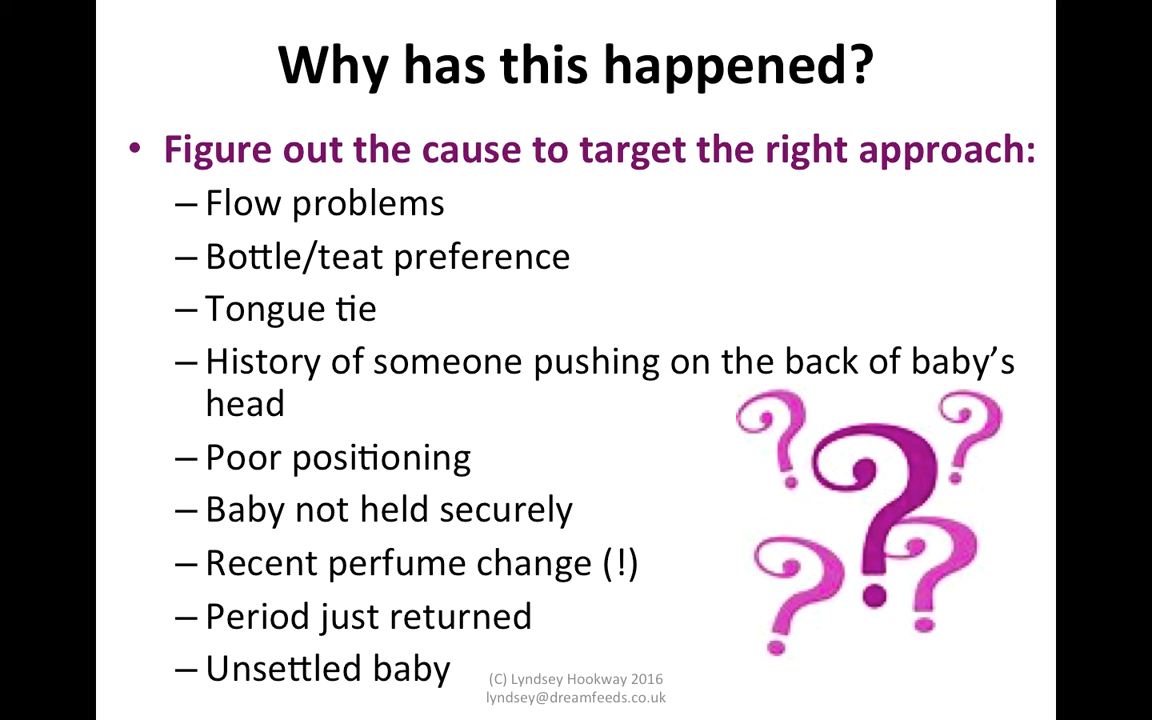 Why has this happened?
• Figure out the cause to target the right approach:
– Flow problems
– Bottle/teat preference
– Tongue tie
– History of someone pushing on the back of baby’s
head
– Poor positioning
– Baby not held securely
– Recent perfume change (!)
– Period just returned
– Unsettled baby
(C) Lyndsey Hookway 2016
lyndsey@dreamfeeds.co.uk